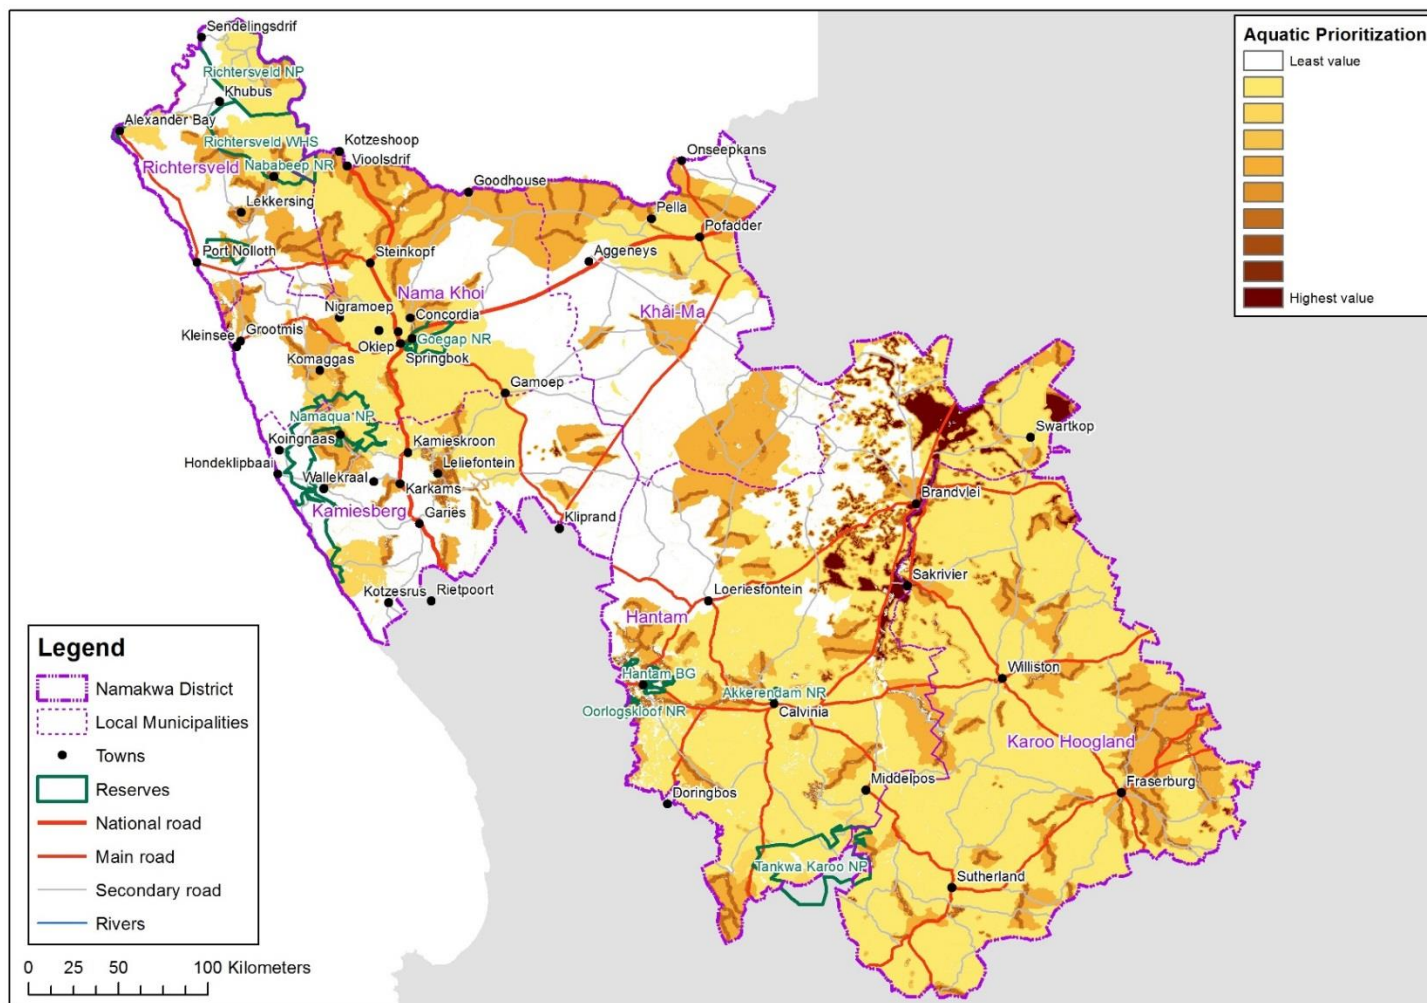 Sendelingsdrif
Richtersveld NP
Khubus
Alexander Bay
Richtersveld WHS
Kotzeshoop
Vioolsdrif
Richtersveld
Nababeep NR
Onseepkans
Goodhouse
Lekkersing
Pella
Pofadder
Port Nolloth
Steinkopf
Aggeneys
Nama Khoi
Nigramoep
Concordia
Khâi-Ma
Kleinsee
Grootmis
Okiep
Goegap NR
Springbok
Komaggas
Gamoep
Namaqua NP
Koingnaas
Kamieskroon
Swartkop
Hondeklipbaai
Leliefontein
Wallekraal
Karkams
Kamiesberg
Garies
Brandvlei
Kliprand
Sakrivier
Kotzesrus
Rietpoort
Loeriesfontein
Hantam
Hantam BG
Williston
Oorlogskloof NR
Akkerendam NR
Calvinia
Karoo Hoogland
Middelpos
Fraserburg
Doringbos
Tankwa Karoo NP
Sutherland
Aquatic Prioritization
Least value
Highest value
Legend
Namakwa District
Local Municipalities
Towns
Reserves
National road
Main road
Secondary road
Rivers
0 25 50 100 Kilometers